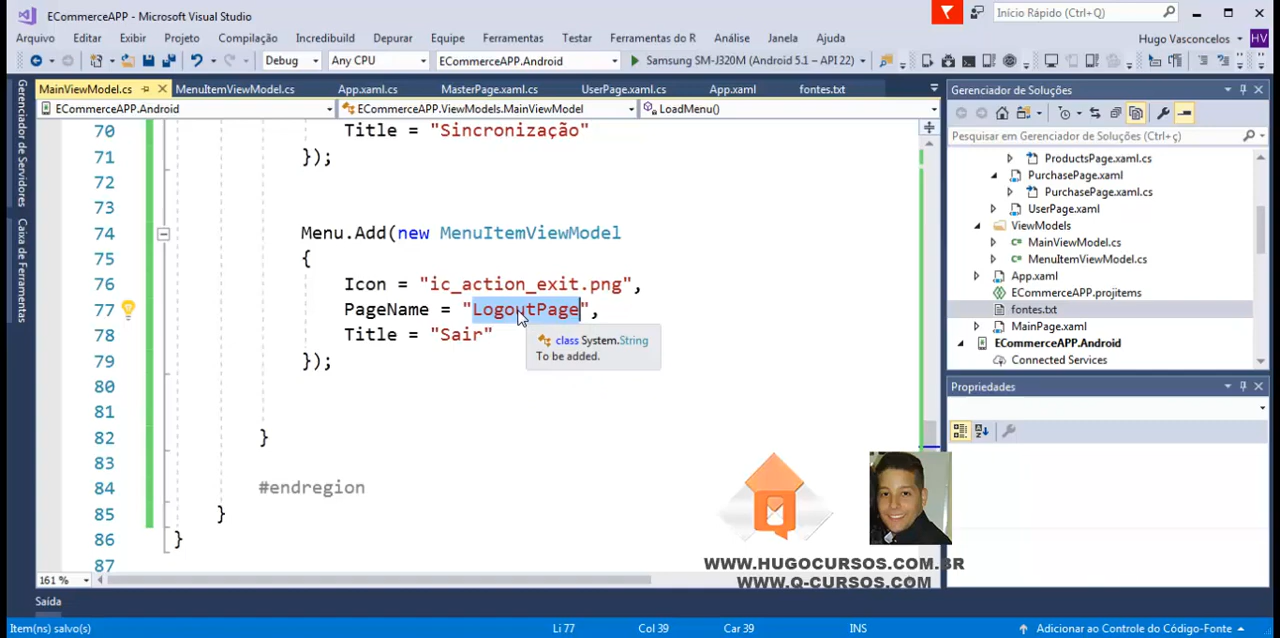 ECommerceAPP - Microsoft Visual Studio
Início Rápido (Ctrl+Q)
Arquivo Editar Exibir Projeto Compilação Incredibuild Depurar Equipe Ferramentas Testar Ferramentas do R Análise Janela Ajuda Hugo Vasconcelos HV
Debug Any CPU ECommerceAPP.Android Samsung SM-J320M (Android 5.1 – API 22)
MainViewModel.cs MenuItemViewModel.cs App.xaml.cs MasterPage.xaml.cs UserPage.xaml.cs App.xaml fontes.txt
ECommerceAPP.Android ECommerceAPP.ViewModels.MainViewModel LoadMenu()
Gerenciador de Servidores
Caixa de Ferramentas
70 Title = "Sincronização"
71 });
72
73
74 Menu.Add(new MenuItemViewModel
75 {
76 Icon = "ic_action_exit.png",
77 PageName = "LogoutPage",
78 Title = "Sair"
79 });
80
81
82 }
83
84 #endregion
85 }
86 }
87
class System.String
To be added.
161 %
Gerenciador de Soluções
Pesquisar em Gerenciador de Soluções (Ctrl+ç)
ProductsPage.xaml.cs
PurchasePage.xaml
PurchasePage.xaml.cs
UserPage.xaml
ViewModels
MainViewModel.cs
MenuItemViewModel.cs
App.xaml
ECommerceAPP.projitems
fontes.txt
MainPage.xaml
ECommerceAPP.Android
Connected Services
Propriedades
WWW.HUGOCURSOS.COM.BR
WWW.Q-CURSOS.COM
Saída
Item(ns) salvo(s) Li 77 Col 39 Car 39 INS Adicionar ao Controle do Código-Fonte